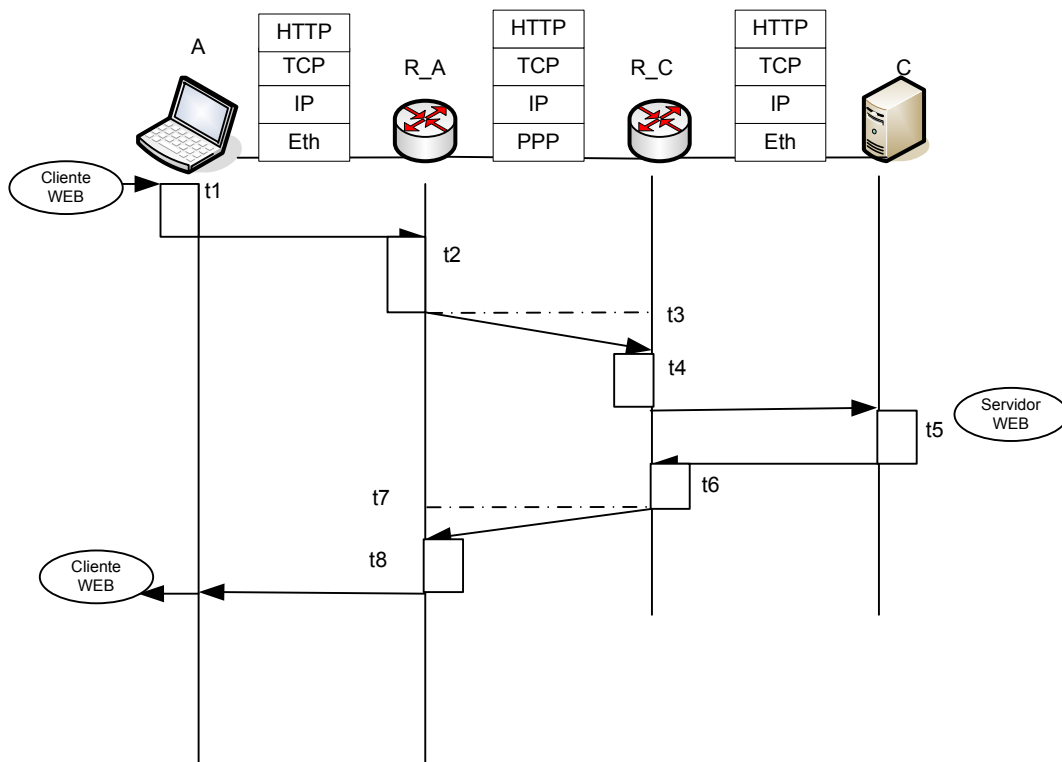 HTTP
TCP
IP
Eth
HTTP
TCP
IP
PPP
HTTP
TCP
IP
Eth
A
R_A
R_C
C
Cliente
WEB
t1
t2
t3
t4
Servidor
WEB
t5
t6
t7
t8
Cliente
WEB